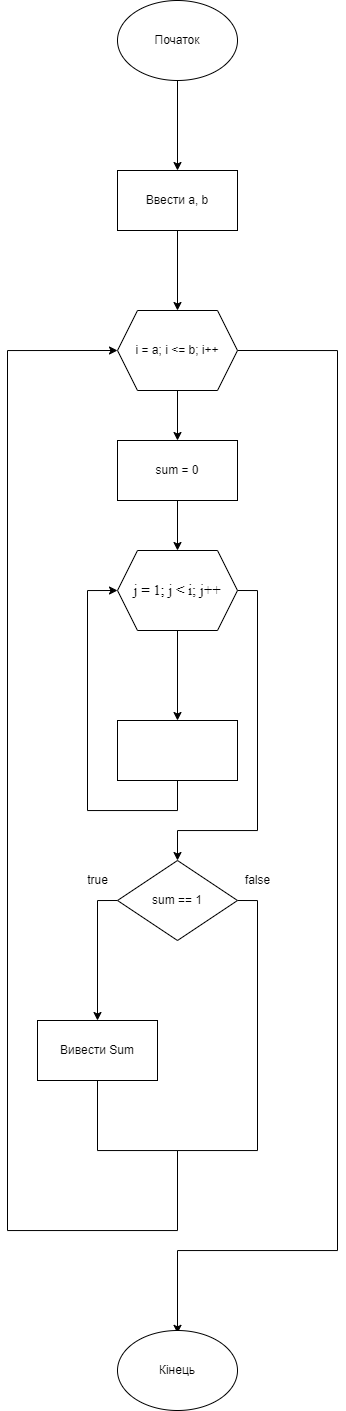 Початок
Ввести a, b
i = a; i <= b; i++
sum = 0
j = 1; j < i; j++
sum == 1
true
false
Вивести Sum
Кінець